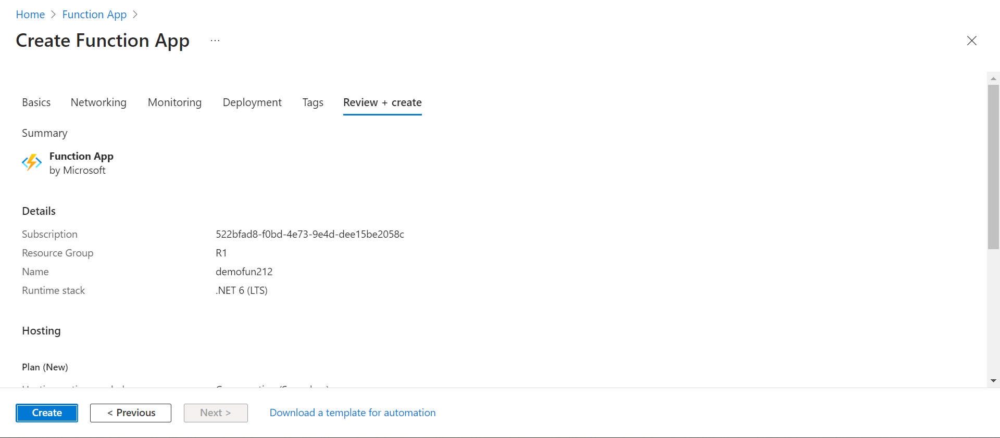 Home > Function App >
Create Function App ...
Basics Networking Monitoring Deployment Tags Review + create
Summary
Function App
by Microsoft
Details
Subscription 522bfad8-f0bd-4e73-9e4d-dee15be2058c
Resource Group R1
Name demofun212
Runtime stack .NET 6 (LTS)
Hosting
Plan (New)
Create < Previous Next > Download a template for automation